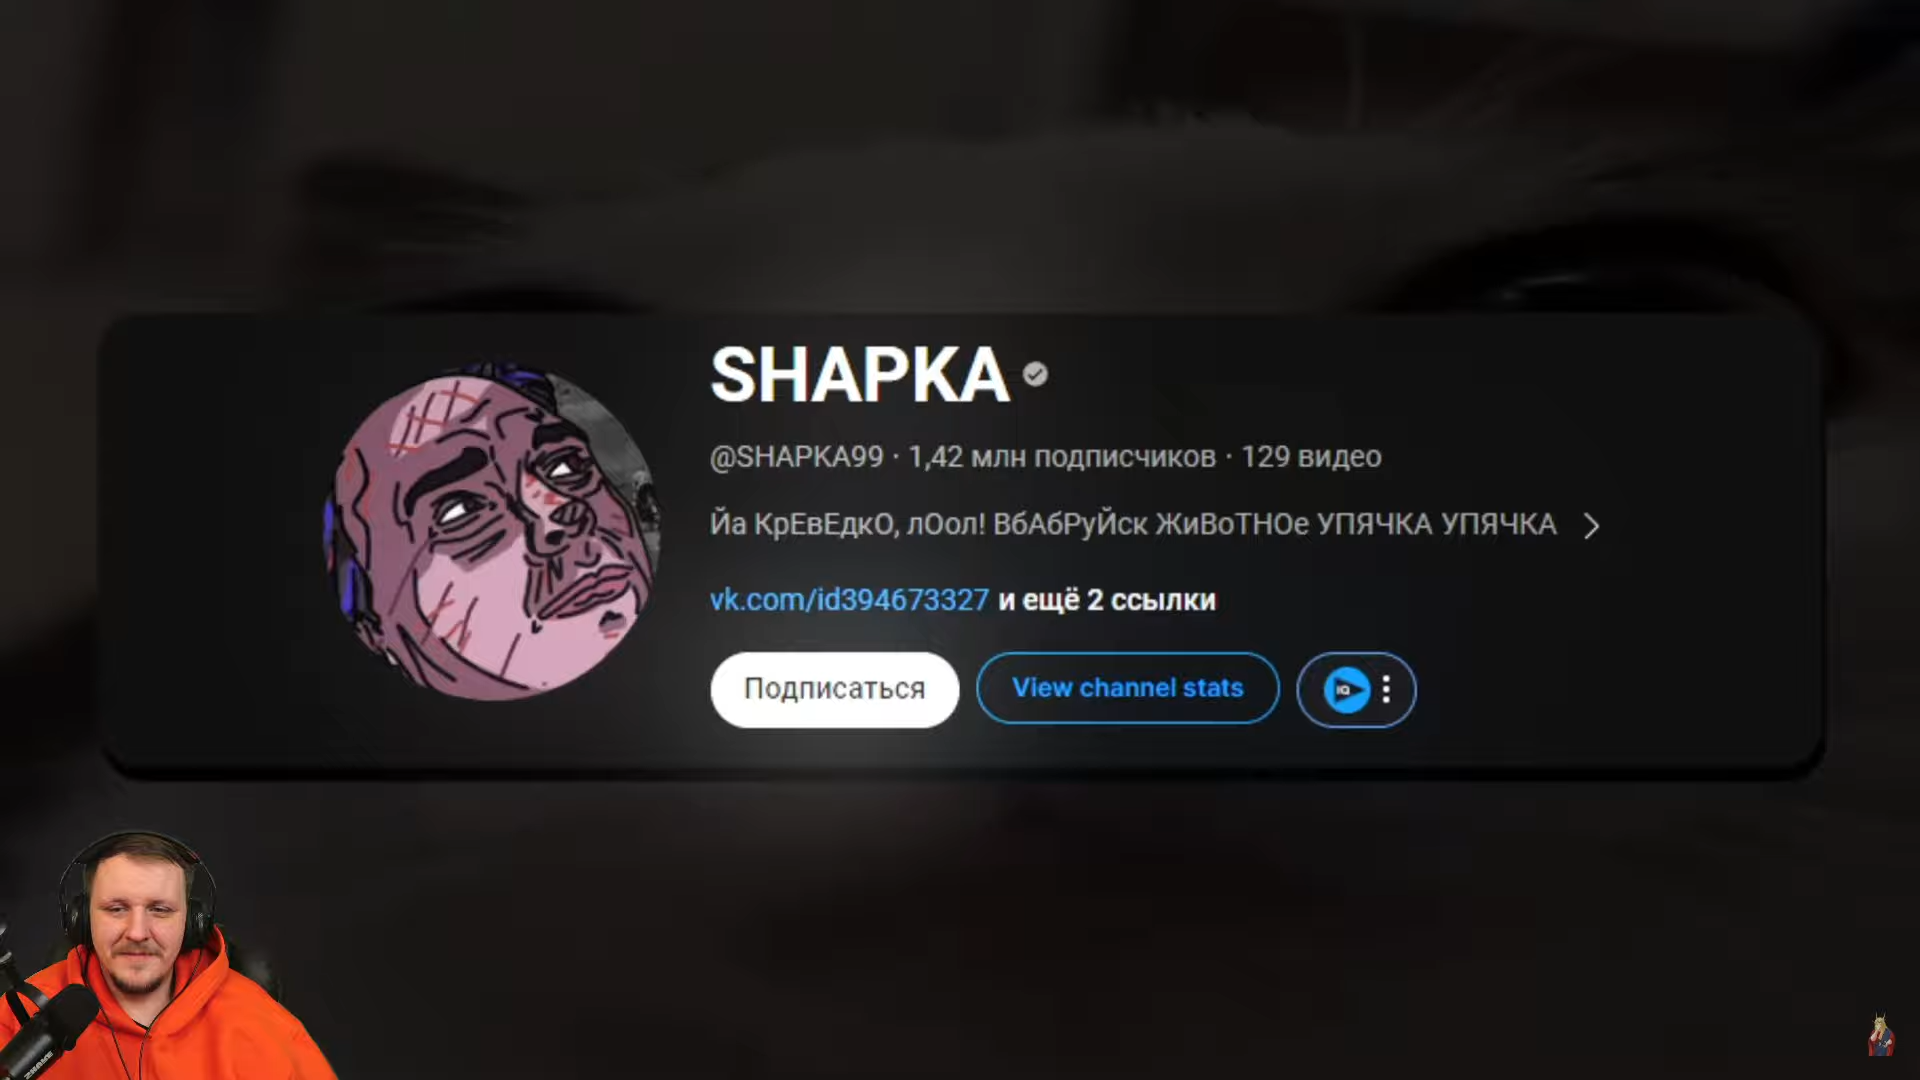 SHAPKA
@SHAPKA99 · 1,42 млн подписчиков · 129 видео
Йа КрЕвЕдкО, лОол! ВбАбРуЙск ЖиВоТНОе УПЯЧКА УПЯЧКА
vk.com/id394673327 и ещё 2 ссылки
Подписаться
View channel stats
IQ